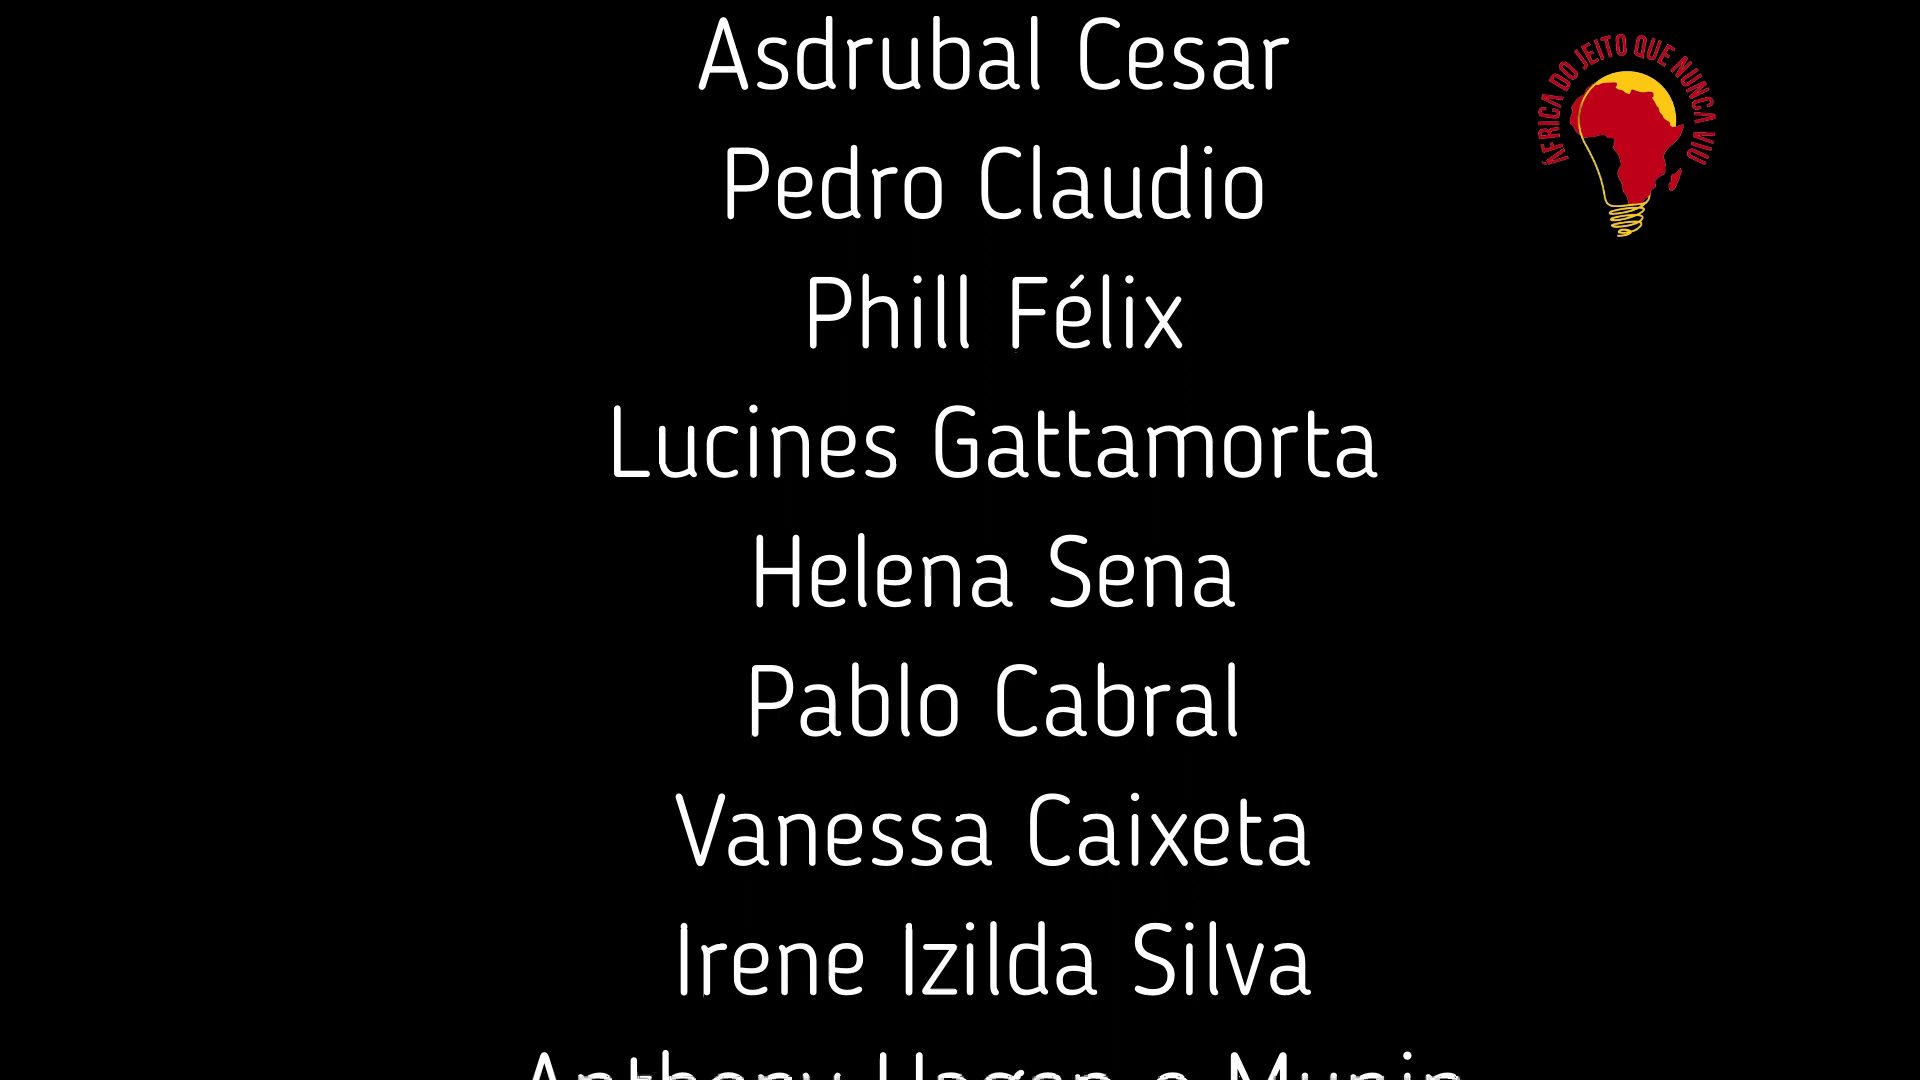 Asdrubal Cesar
ÁFRICA DO JEITO QUE NUNCA VIU
Pedro Claudio
Phill Félix
Lucines Gattamorta
Helena Sena
Pablo Cabral
Vanessa Caixeta
Irene Izilda Silva
Anthony